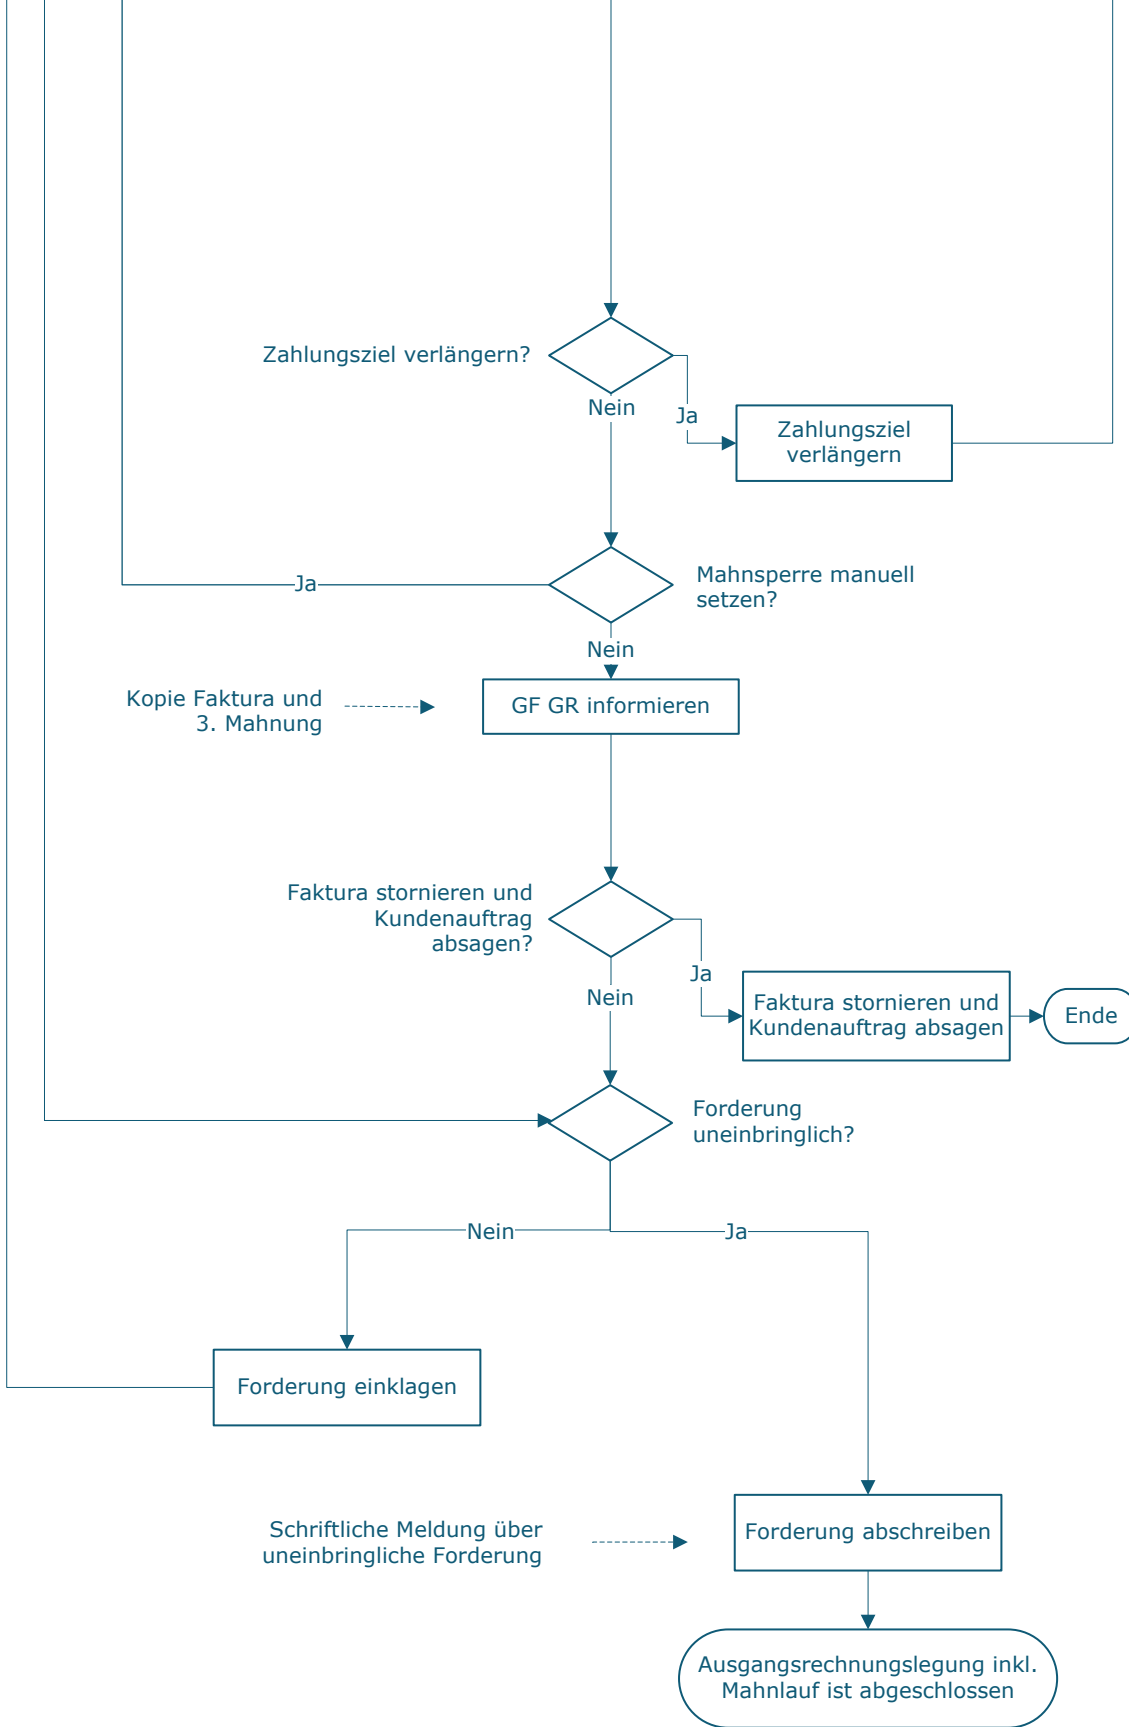 Zahlungsziel verlängern?
Nein
Ja
Zahlungsziel
verlängern
Ja
Mahnsperre manuell
setzen?
Nein
Kopie Faktura und
3. Mahnung
GF GR informieren
Faktura stornieren und
Kundenauftrag
absagen?
Ja
Nein
Faktura stornieren und
Kundenauftrag absagen
Ende
Forderung
uneinbringlich?
Nein
Ja
Forderung einklagen
Schriftliche Meldung über
uneinbringliche Forderung
Forderung abschreiben
Ausgangsrechnungslegung inkl.
Mahnlauf ist abgeschlossen